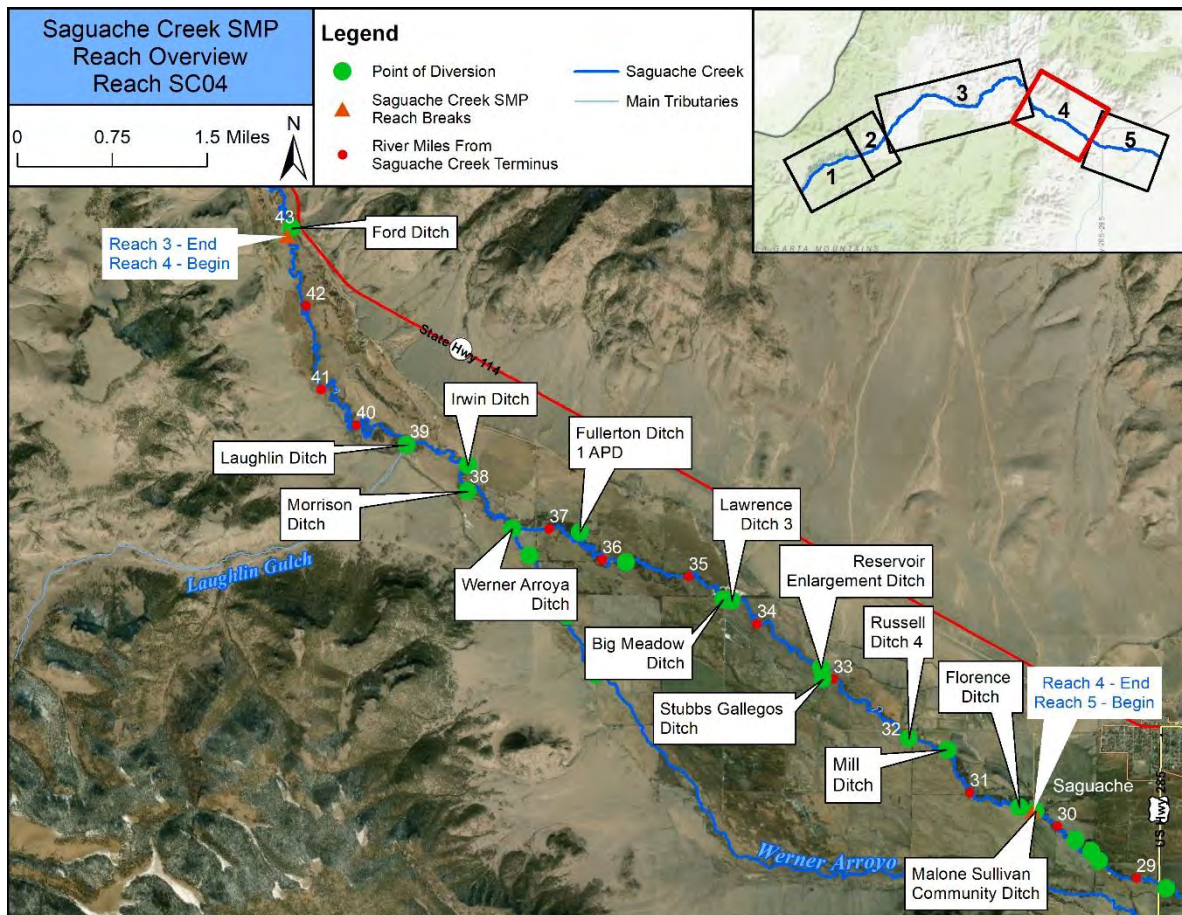 Saguache Creek SMP
Reach Overview
Reach SC04
0 0.75 1.5 Miles
N
Legend
Point of Diversion
Saguache Creek SMP
Reach Breaks
River Miles From
Saguache Creek Terminus
Saguache Creek
Main Tributaries
1
2
3
4
5
GARTA MOUNTAINS
43
Ford Ditch
Reach 3 - End
Reach 4 - Begin
42
State Hwy 114
41
40
Irwin Ditch
39
Fullerton Ditch
1 APD
Laughlin Ditch
38
Morrison
Ditch
Lawrence
Ditch 3
37
36
35
Reservoir
Enlargement Ditch
Laughlin Gulch
Werner Arroya
Ditch
34
Russell
Ditch 4
Big Meadow
Ditch
33
Florence
Ditch
Reach 4 - End
Reach 5 - Begin
Stubbs Gallegos
Ditch
32
Mill
Ditch
31
Saguache
US Hwy 285
30
Werner Arroyo
Malone Sullivan
Community Ditch
29